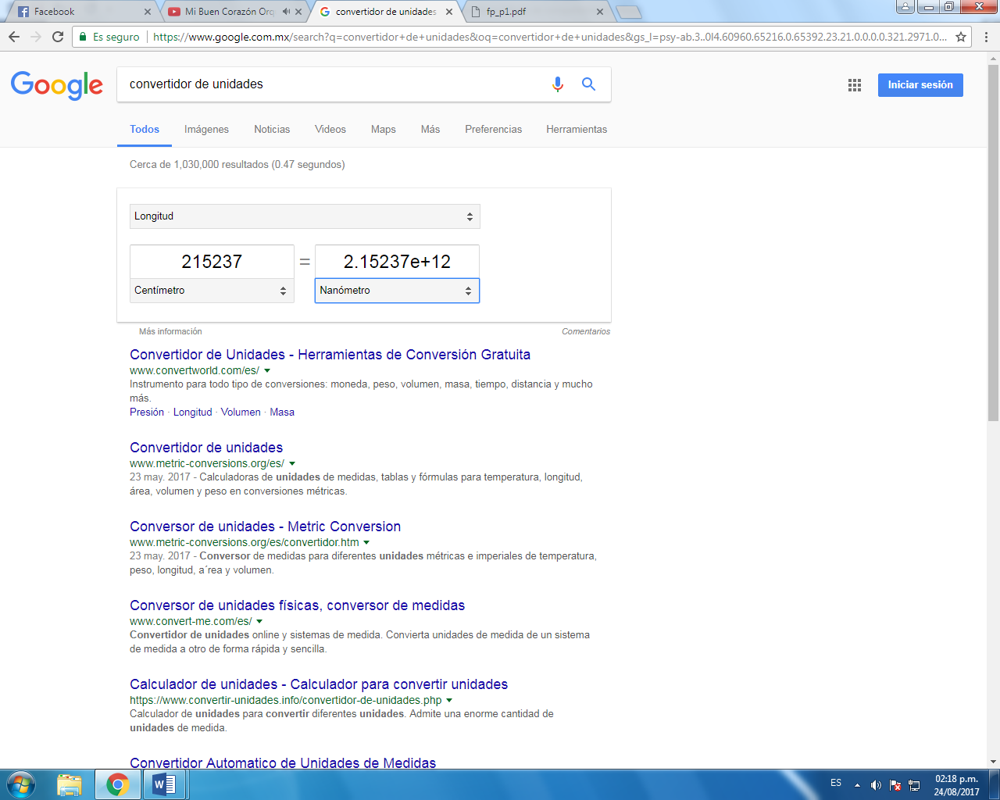 Facebook
Mi Buen Corazón Orq
convertidor de unidades
fp_p1.pdf
Es seguro
https://www.google.com.mx/search?q=convertidor+de+unidades&oq=convertidor+de+unidades&gs_l=psy-ab.3..0l4.60960.65216.0.65392.23.21.0.0.0.0.321.2971.0...
Google
convertidor de unidades
Iniciar sesión
Todos Imágenes Noticias Videos Maps Más Preferencias Herramientas
Cerca de 1,030,000 resultados (0.47 segundos)
Longitud
215237 = 2.15237e+12
Centímetro Nanómetro
Más información Comentarios
Convertidor de Unidades - Herramientas de Conversión Gratuita
www.convertworld.com/es/
Instrumento para todo tipo de conversiones: moneda, peso, volumen, masa, tiempo, distancia y mucho
más.
Presión · Longitud · Volumen · Masa
Convertidor de unidades
www.metric-conversions.org/es/
23 may. 2017 - Calculadoras de unidades de medidas, tablas y fórmulas para temperatura, longitud,
área, volumen y peso en conversiones métricas.
Conversor de unidades - Metric Conversion
www.metric-conversions.org/es/convertidor.htm
23 may. 2017 - Conversor de medidas para diferentes unidades métricas e imperiales de temperatura,
peso, longitud, a´rea y volumen.
Conversor de unidades físicas, conversor de medidas
www.convert-me.com/es/
Convertidor de unidades online y sistemas de medida. Convierta unidades de medida de un sistema
de medida a otro de forma rápida y sencilla.
Calculador de unidades - Calculador para convertir unidades
https://www.convertir-unidades.info/convertidor-de-unidades.php
Calculador de unidades para convertir diferentes unidades. Admite una enorme cantidad de
unidades de medida.
Convertidor Automatico de Unidades de Medidas
ES
02:18 p.m.
24/08/2017